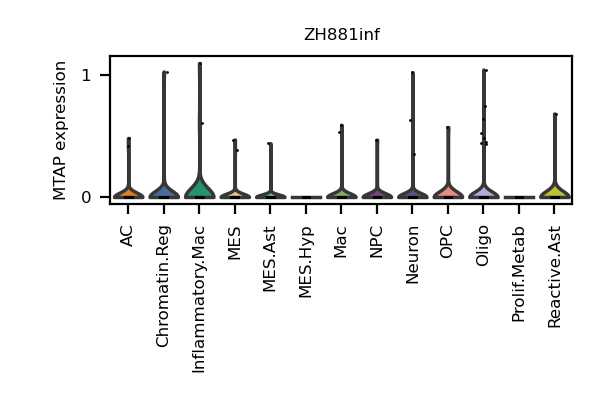 ZH881inf
MTAP expression
1
0
AC
Chromatin.Reg
Inflammatory.Mac
MES
MES.Ast
MES.Hyp
Mac
NPC
Neuron
OPC
Oligo
Prolif.Metab
Reactive.Ast